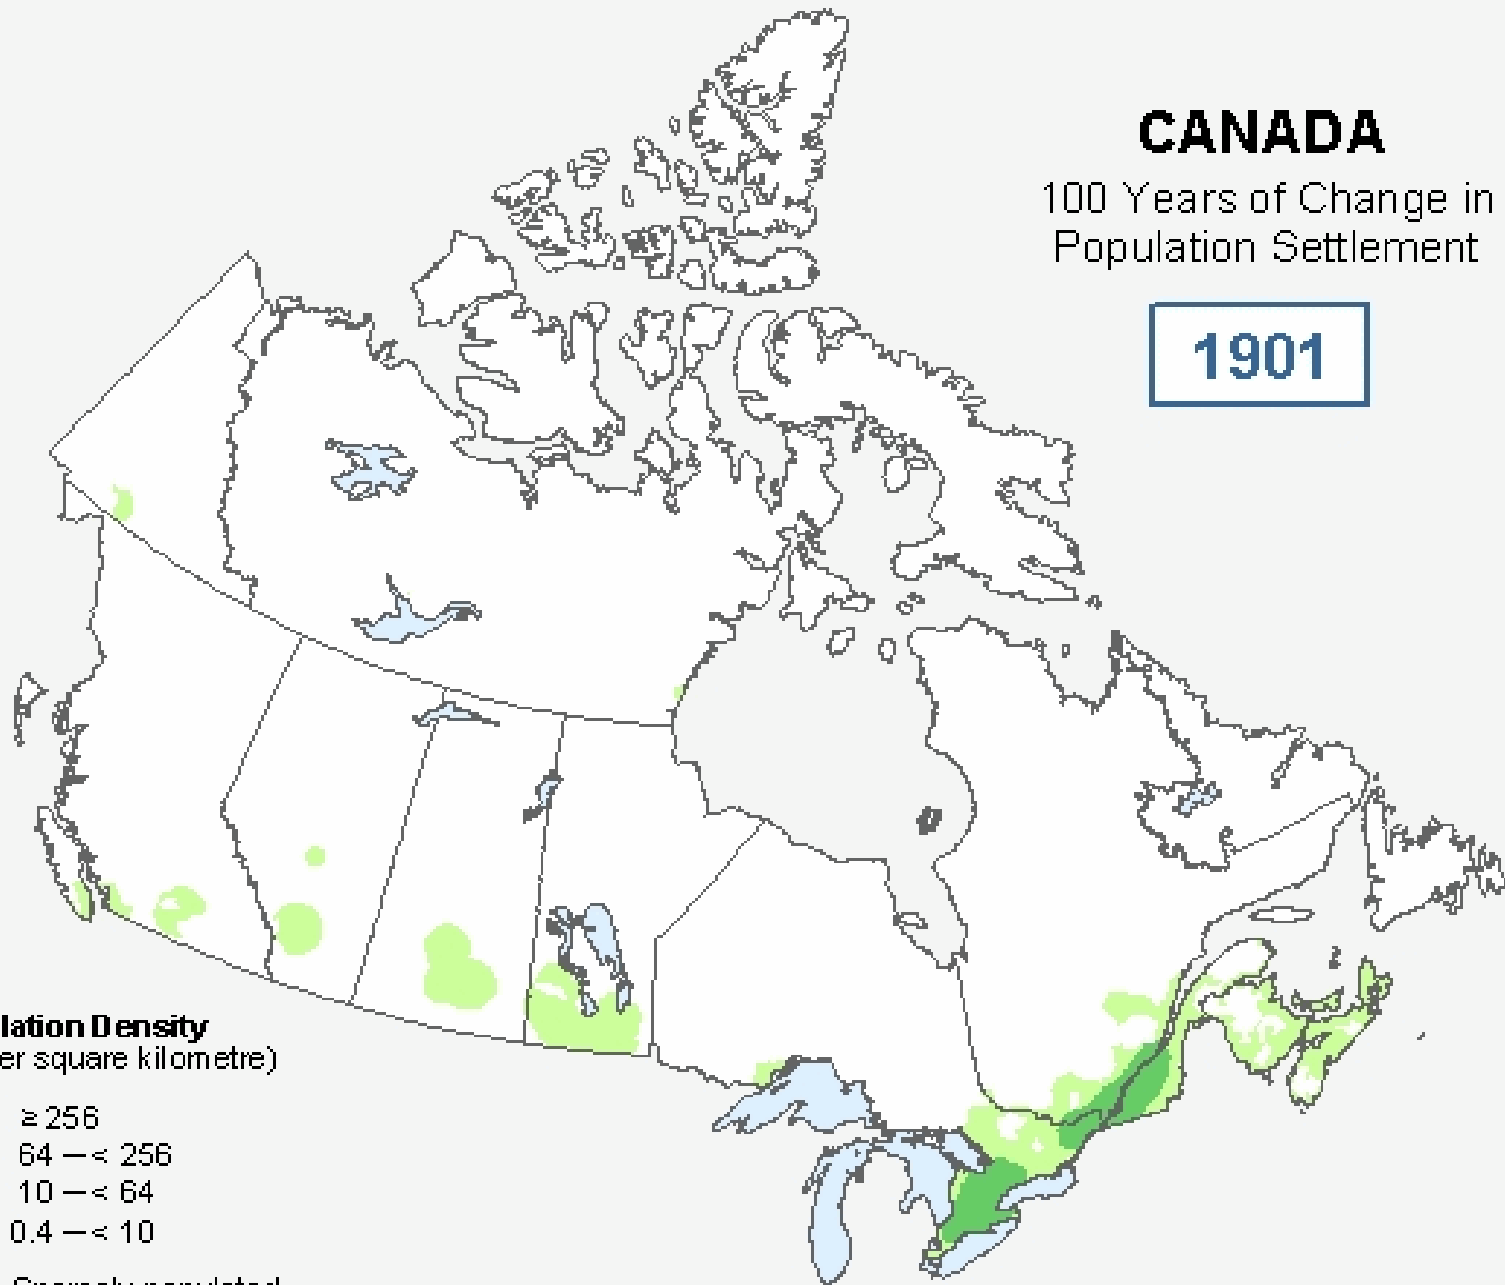 CANADA
100 Years of Change in
Population Settlement
1901
lation Density
er square kilometre)
≥ 256
64 – < 256
10 – < 64
0.4 – < 10